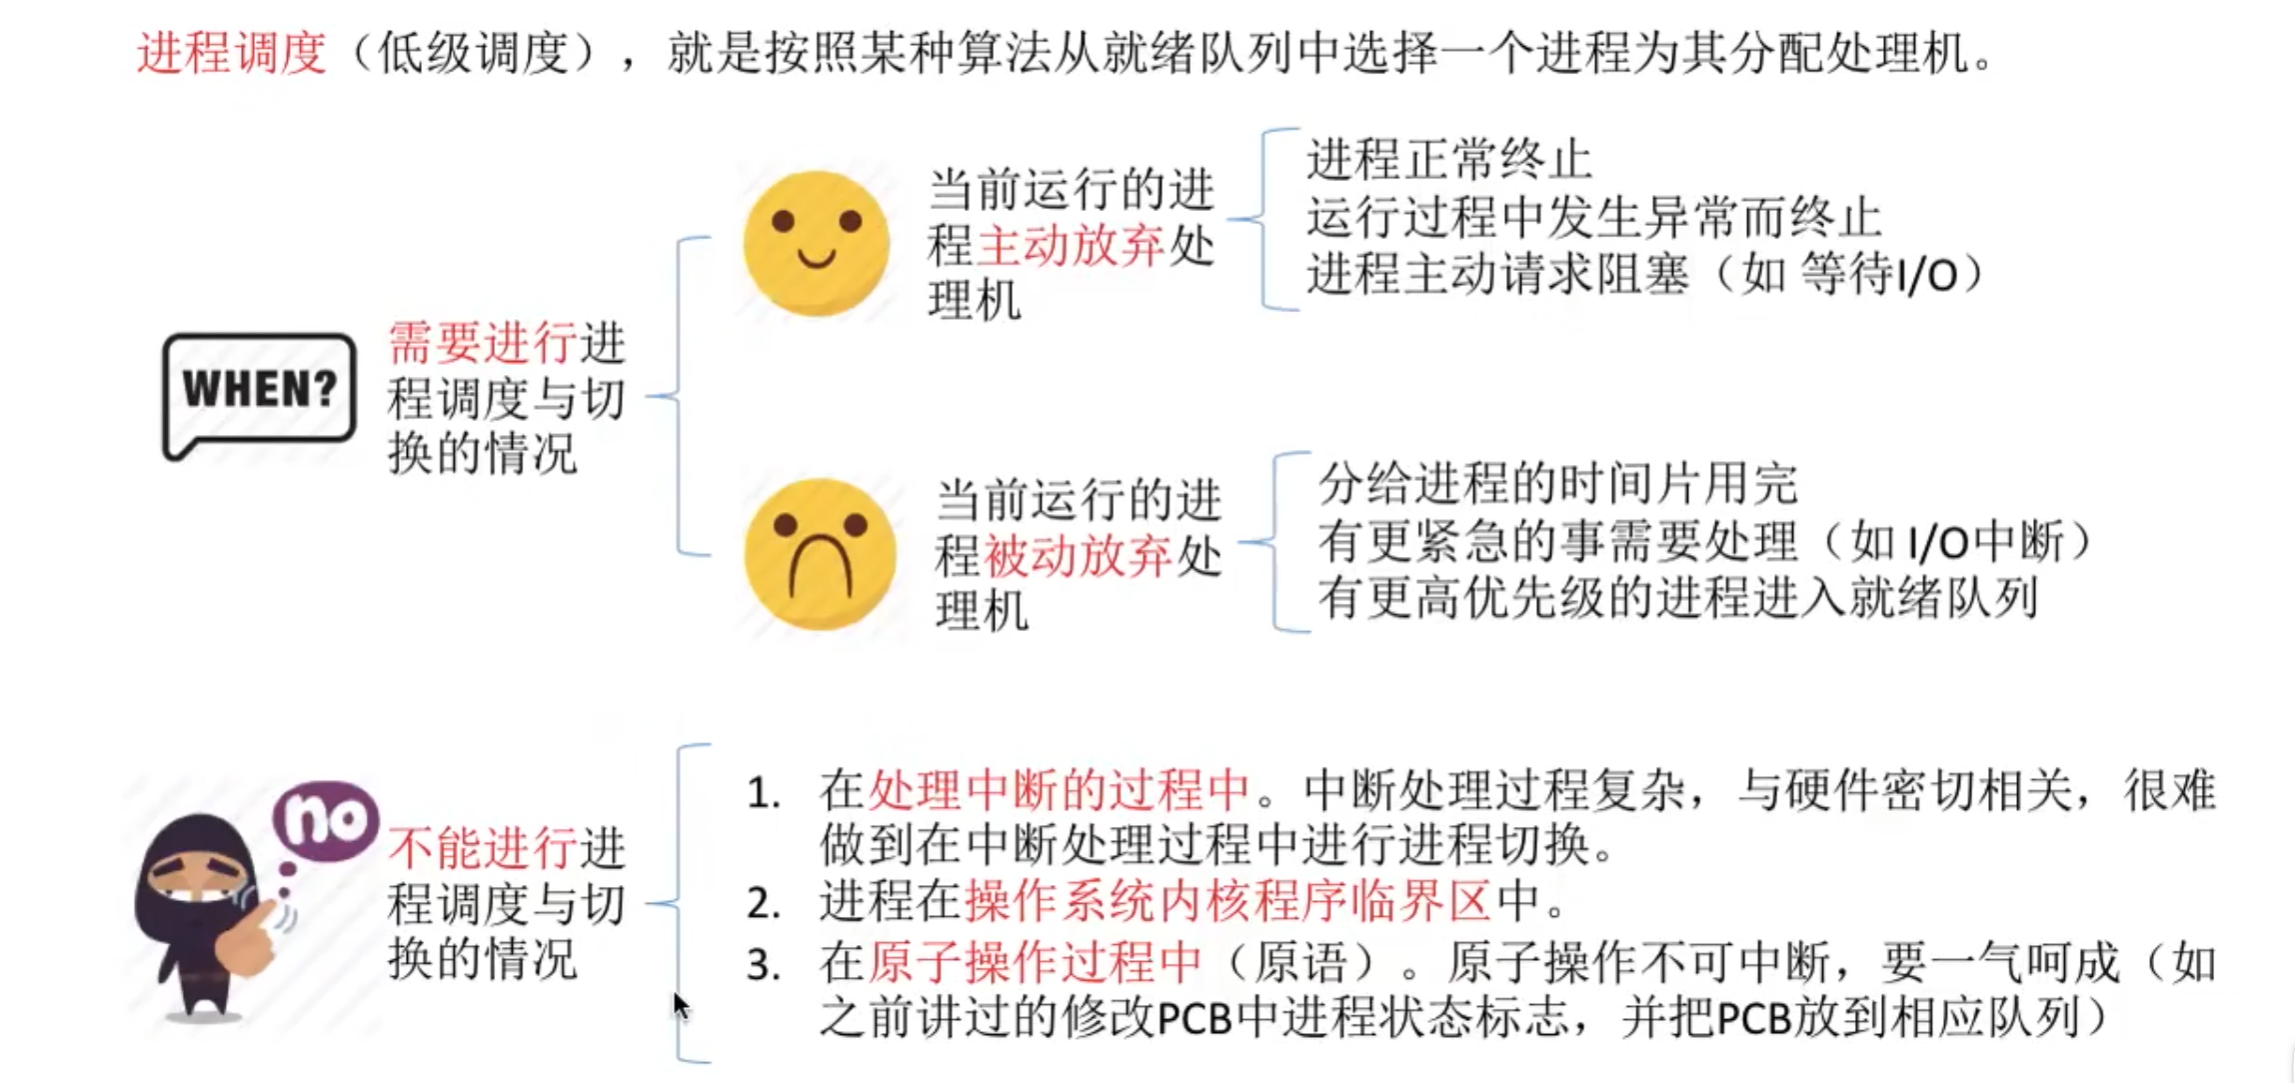 进程调度（低级调度），就是按照某种算法从就绪队列中选择一个进程为其分配处理机。
WHEN?
需要进行进
程调度与切
换的情况
当前运行的进
程主动放弃处
理机
进程正常终止
运行过程中发生异常而终止
进程主动请求阻塞（如 等待I/O）
当前运行的进
程被动放弃处
理机
分给进程的时间片用完
有更紧急的事需要处理（如 I/O中断）
有更高优先级的进程进入就绪队列
no
不能进行进
程调度与切
换的情况
1. 在处理中断的过程中。中断处理过程复杂，与硬件密切相关，很难
做到在中断处理过程中进行进程切换。
2. 进程在操作系统内核程序临界区中。
3. 在原子操作过程中（原语）。原子操作不可中断，要一气呵成（如
之前讲过的修改PCB中进程状态标志，并把PCB放到相应队列）